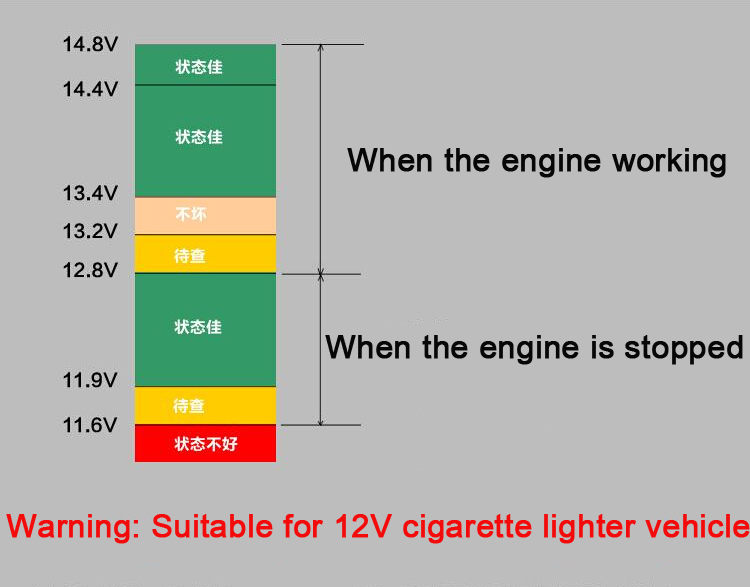 14.8V
状态佳
14.4V
状态佳
When the engine working
13.4V
不坏
13.2V
待查
12.8V
状态佳
When the engine is stopped
11.9V
待查
11.6V
状态不好
Warning: Suitable for 12V cigarette lighter vehicle